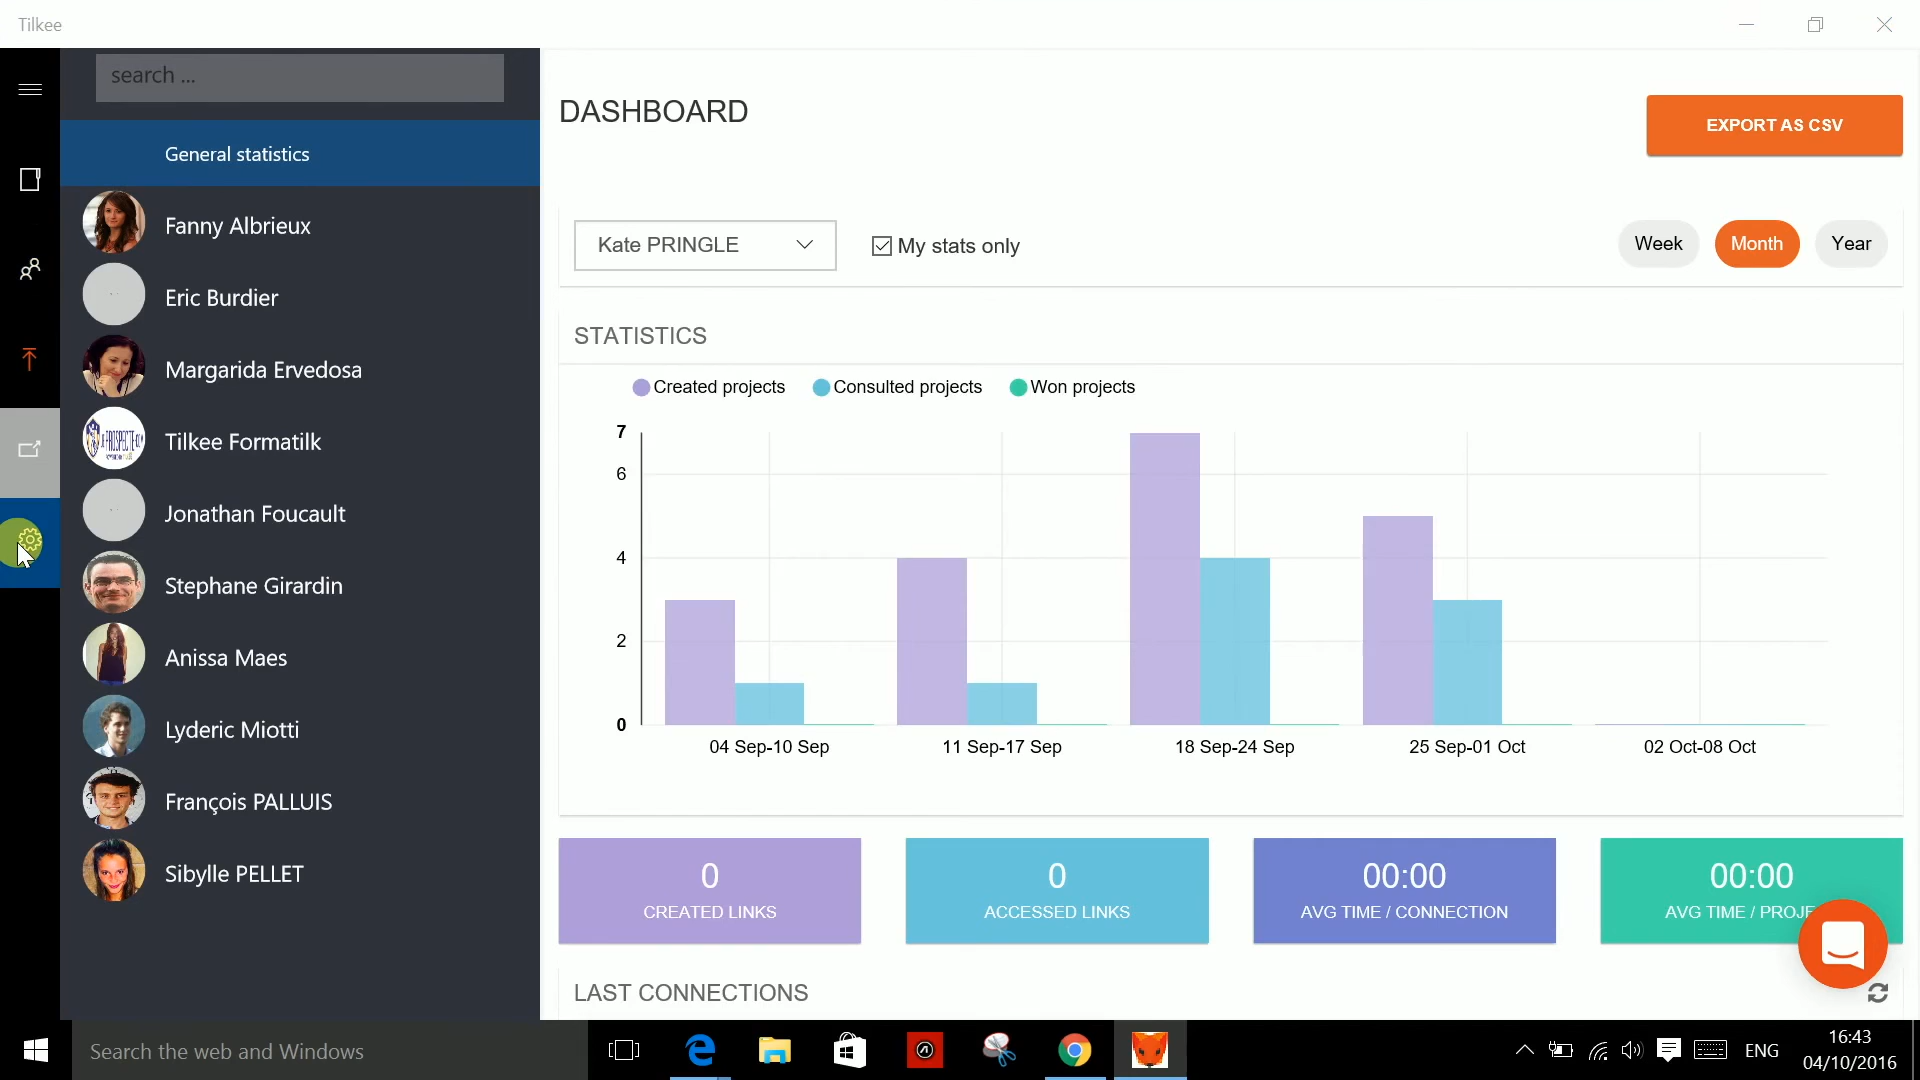 Tilkee
search ...
DASHBOARD
EXPORT AS CSV
General statistics
Fanny Albrieux
Eric Burdier
Margarida Ervedosa
Tilkee Formatilk
Jonathan Foucault
Stephane Girardin
Anissa Maes
Lyderic Miotti
François PALLUIS
Sibylle PELLET
Kate PRINGLE
My stats only
Week Month Year
STATISTICS
Created projects Consulted projects Won projects
7
6
4
2
0
04 Sep-10 Sep 11 Sep-17 Sep 18 Sep-24 Sep 25 Sep-01 Oct 02 Oct-08 Oct
0
CREATED LINKS
0
ACCESSED LINKS
00:00
AVG TIME / CONNECTION
00:00
AVG TIME / PROJE
LAST CONNECTIONS
Search the web and Windows
ENG
16:43
04/10/2016